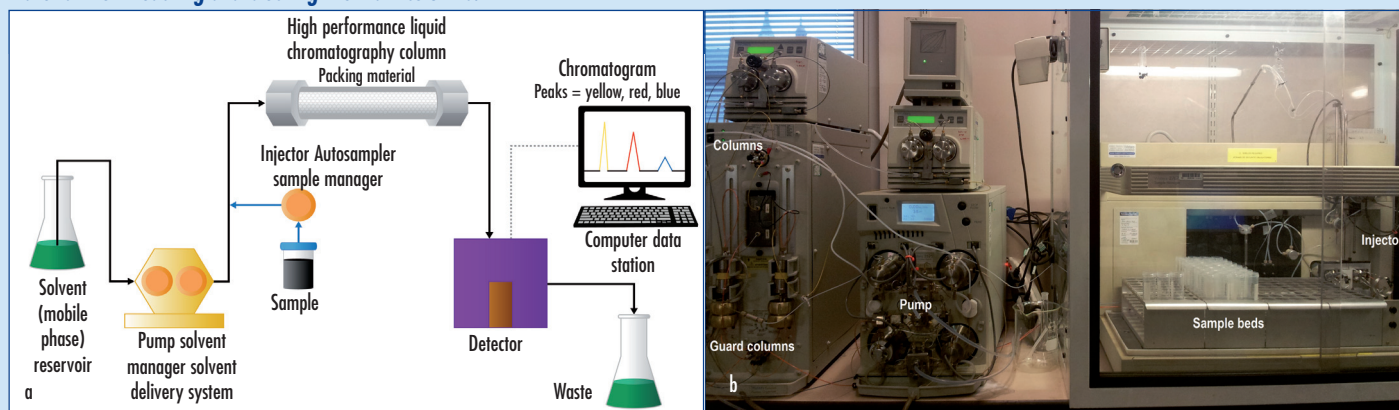 High performance liquid
chromatography column
Packing material
Chromatogram
Peaks = yellow, red, blue
Injector Autosampler
sample manager
Solvent
(mobile
phase)
reservoir
Pump solvent
manager solvent
delivery system
Sample
Detector
Computer data
station
Waste
a
Columns
Guard columns
Pump
Injector
Sample beds
b